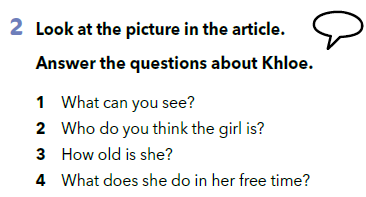 2 Look at the picture in the article.
Answer the questions about Khloe.
1 What can you see?
2 Who do you think the girl is?
3 How old is she?
4 What does she do in her free time?